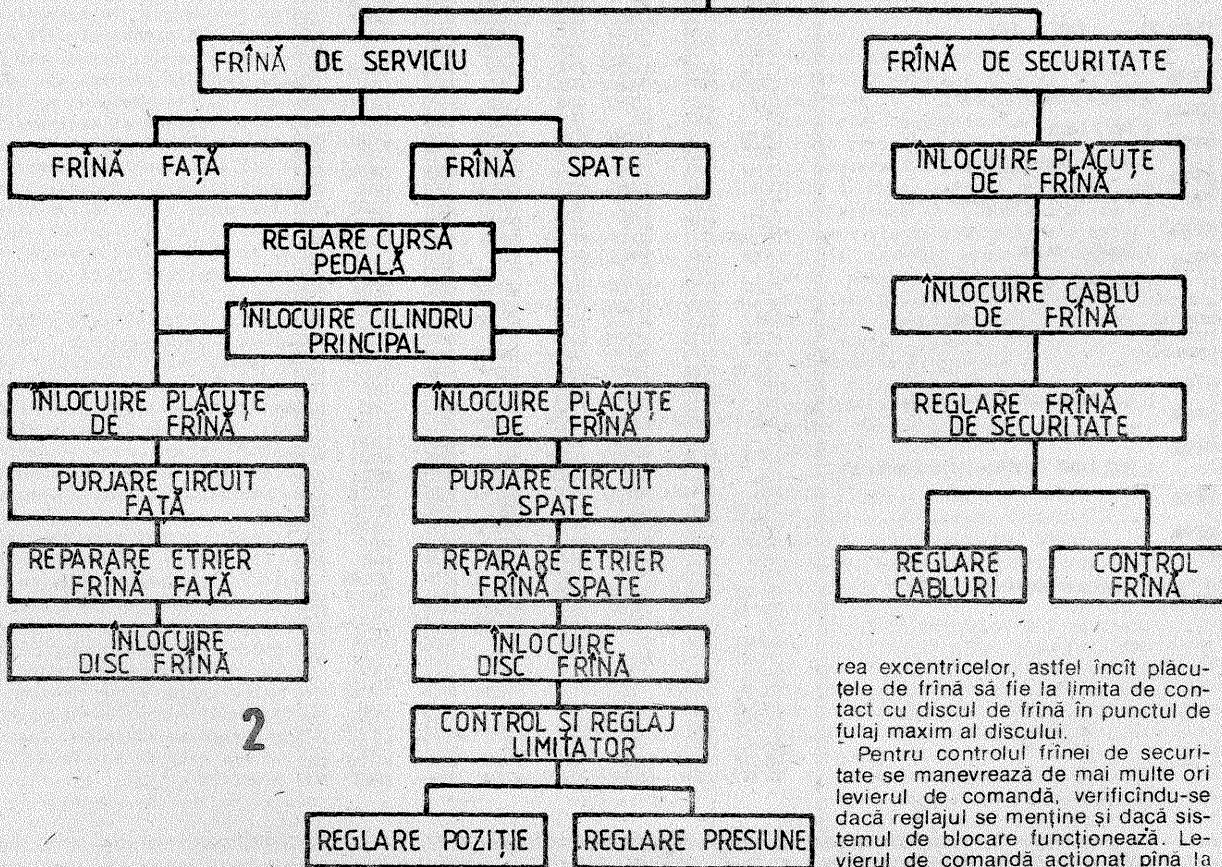 FRÎNĂ DE SERVICIU
FRÎNĂ DE SECURITATE
FRÎNĂ FAȚĂ
FRÎNĂ SPATE
ÎNLOCUIRE PLĂCUȚE
DE FRÎNĂ
REGLARE CURSĂ
PEDALĂ
ÎNLOCUIRE CILINDRU
PRINCIPAL
ÎNLOCUIRE CABLU
DE FRÎNĂ
ÎNLOCUIRE PLĂCUȚE
DE FRÎNĂ
ÎNLOCUIRE PLĂCUȚE
DE FRÎNĂ
REGLARE FRÎNĂ
DE SECURITATE
PURJARE CIRCUIT
FAȚĂ
PURJARE CIRCUIT
SPATE
REPARARE ETRIER
FRÎNĂ FAȚĂ
REPARARE ETRIER
FRÎNĂ SPATE
REGLARE
CABLURI
CONTROL
FRÎNĂ
ÎNLOCUIRE
DISC FRÎNĂ
ÎNLOCUIRE
DISC FRÎNĂ
2
CONTROL ȘI REGLAJ
LIMITATOR
REGLARE POZIȚIE
REGLARE PRESIUNE
rea excentricelor, astfel încît plăcu-
țele de frînă să fie la limita de con-
tact cu discul de frînă în punctul de
fulaj maxim al discului.
Pentru controlul frînei de securi-
tate se manevrează de mai multe ori
levierul de comandă, verificîndu-se
dacă reglajul se menține și dacă sis-
temul de blocare funcționează. Le-
vierul de comandă acționat pînă la